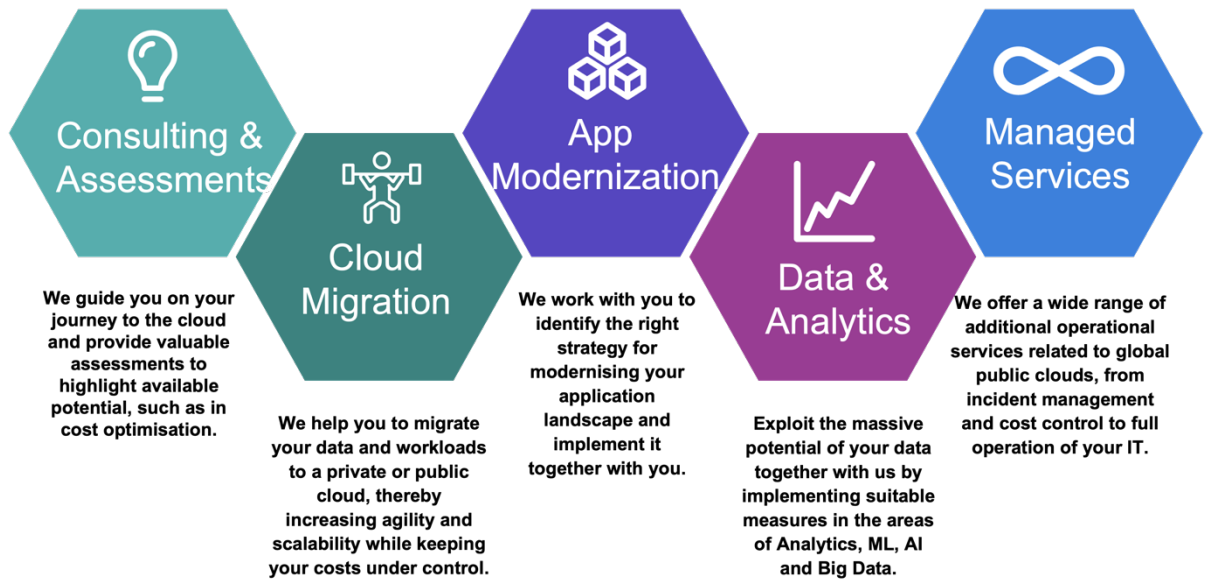 Consulting &
Assessments
We guide you on your
journey to the cloud
and provide valuable
assessments to
highlight available
potential, such as in
cost optimisation.
Cloud
Migration
We help you to migrate
your data and workloads
to a private or public
cloud, thereby
increasing agility and
scalability while keeping
your costs under control.
App
Modernization
We work with you to
identify the right
strategy for
modernising your
application
landscape and
implement it
together with you.
Data &
Analytics
Exploit the massive
potential of your data
together with us by
implementing suitable
measures in the areas
of Analytics, ML, AI
and Big Data.
Managed
Services
We offer a wide range of
additional operational
services related to global
public clouds, from
incident management
and cost control to full
operation of your IT.